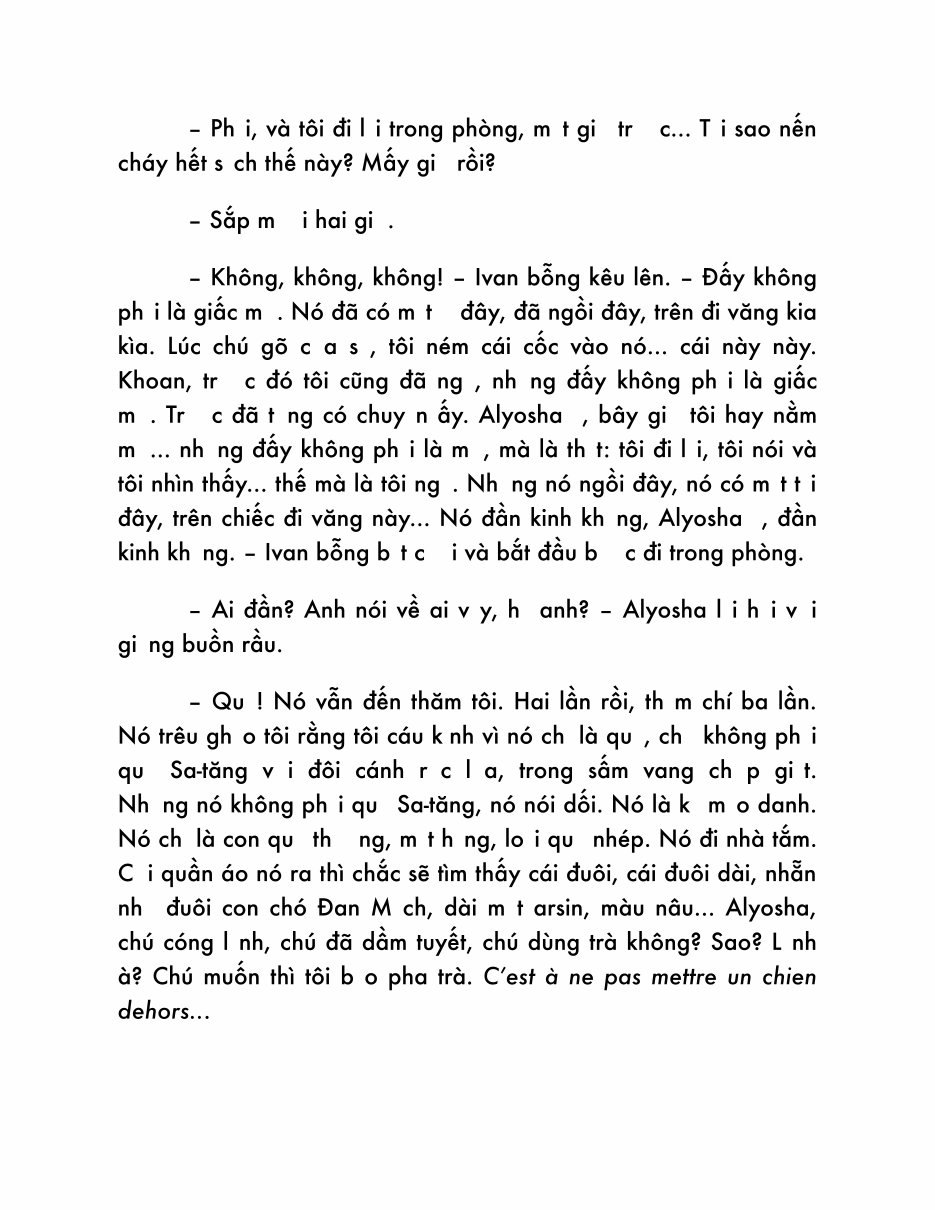 – Ph i, và tôi đi l i trong phòng, m t gi  tr  c... T i sao nến
cháy hết s ch thế này? Mấy gi  rồi?
– Sắp m  i hai gi .
– Không, không, không! – Ivan bỗng kêu lên. – Đấy không
ph i là giấc m . Nó đã có m t  đây, đã ngồi đây, trên đi văng kia
kìa. Lúc chú gõ c a s , tôi ném cái cốc vào nó... cái này này.
Khoan, tr  c đó tôi cũng đã ng , nh ng đấy không ph i là giấc
m . Tr  c đã t ng có chuy n ấy. Alyosha  , bây gi  tôi hay nằm
m ... nh ng đấy không ph i là m , mà là th t: tôi đi l i, tôi nói và
tôi nhìn thấy... thế mà là tôi ng . Nh ng nó ngồi đây, nó có m t t i
đây, trên chiếc đi văng này... Nó đần kinh kh ng, Alyosha  , đần
kinh kh ng. – Ivan bỗng b t c  i và bắt đầu b  c đi trong phòng.
– Ai đần? Anh nói về ai v y, h  anh? – Alyosha l i h i v i
gi ng buồn rầu.
– Qu ! Nó vẫn đến thăm tôi. Hai lần rồi, th m chí ba lần.
Nó trêu gh o tôi rằng tôi cáu k nh vì nó ch  là qu , ch  không ph i
qu  Sa-tăng v i đôi cánh r c l a, trong sấm vang ch p gi t.
Nh ng nó không ph i qu  Sa-tăng, nó nói dối. Nó là k  m o danh.
Nó ch  là con qu  th  ng, m t h ng, lo i qu  nhép. Nó đi nhà tắm.
C i quần áo nó ra thì chắc sẽ tìm thấy cái đuôi, cái đuôi dài, nhẵn
nh  đuôi con chó Đan M ch, dài m t arsin, màu nâu... Alyosha,
chú cóng l nh, chú đã dầm tuyết, chú dùng trà không? Sao? L nh
à? Chú muốn thì tôi b o pha trà. C’est à ne pas mettre un chien
dehors...